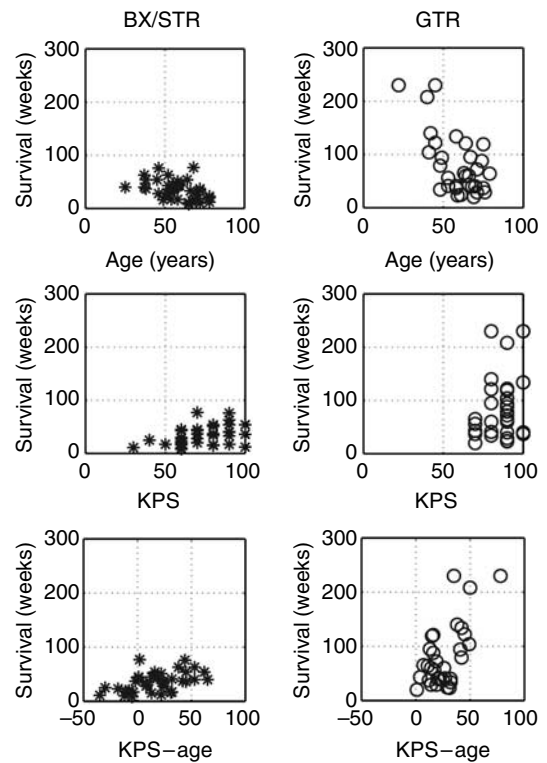 BX/STR GTR
300 300
200 200
100 100
0 0
0 50 100 0 50 100
Survival (weeks) Survival (weeks)
Age (years) Age (years)
300 300
200 200
100 100
0 0
0 50 100 0 50 100
Survival (weeks) Survival (weeks)
KPS KPS
300 300
200 200
100 100
0 0
–50 0 50 100 –50 0 50 100
Survival (weeks) Survival (weeks)
KPS–age KPS–age